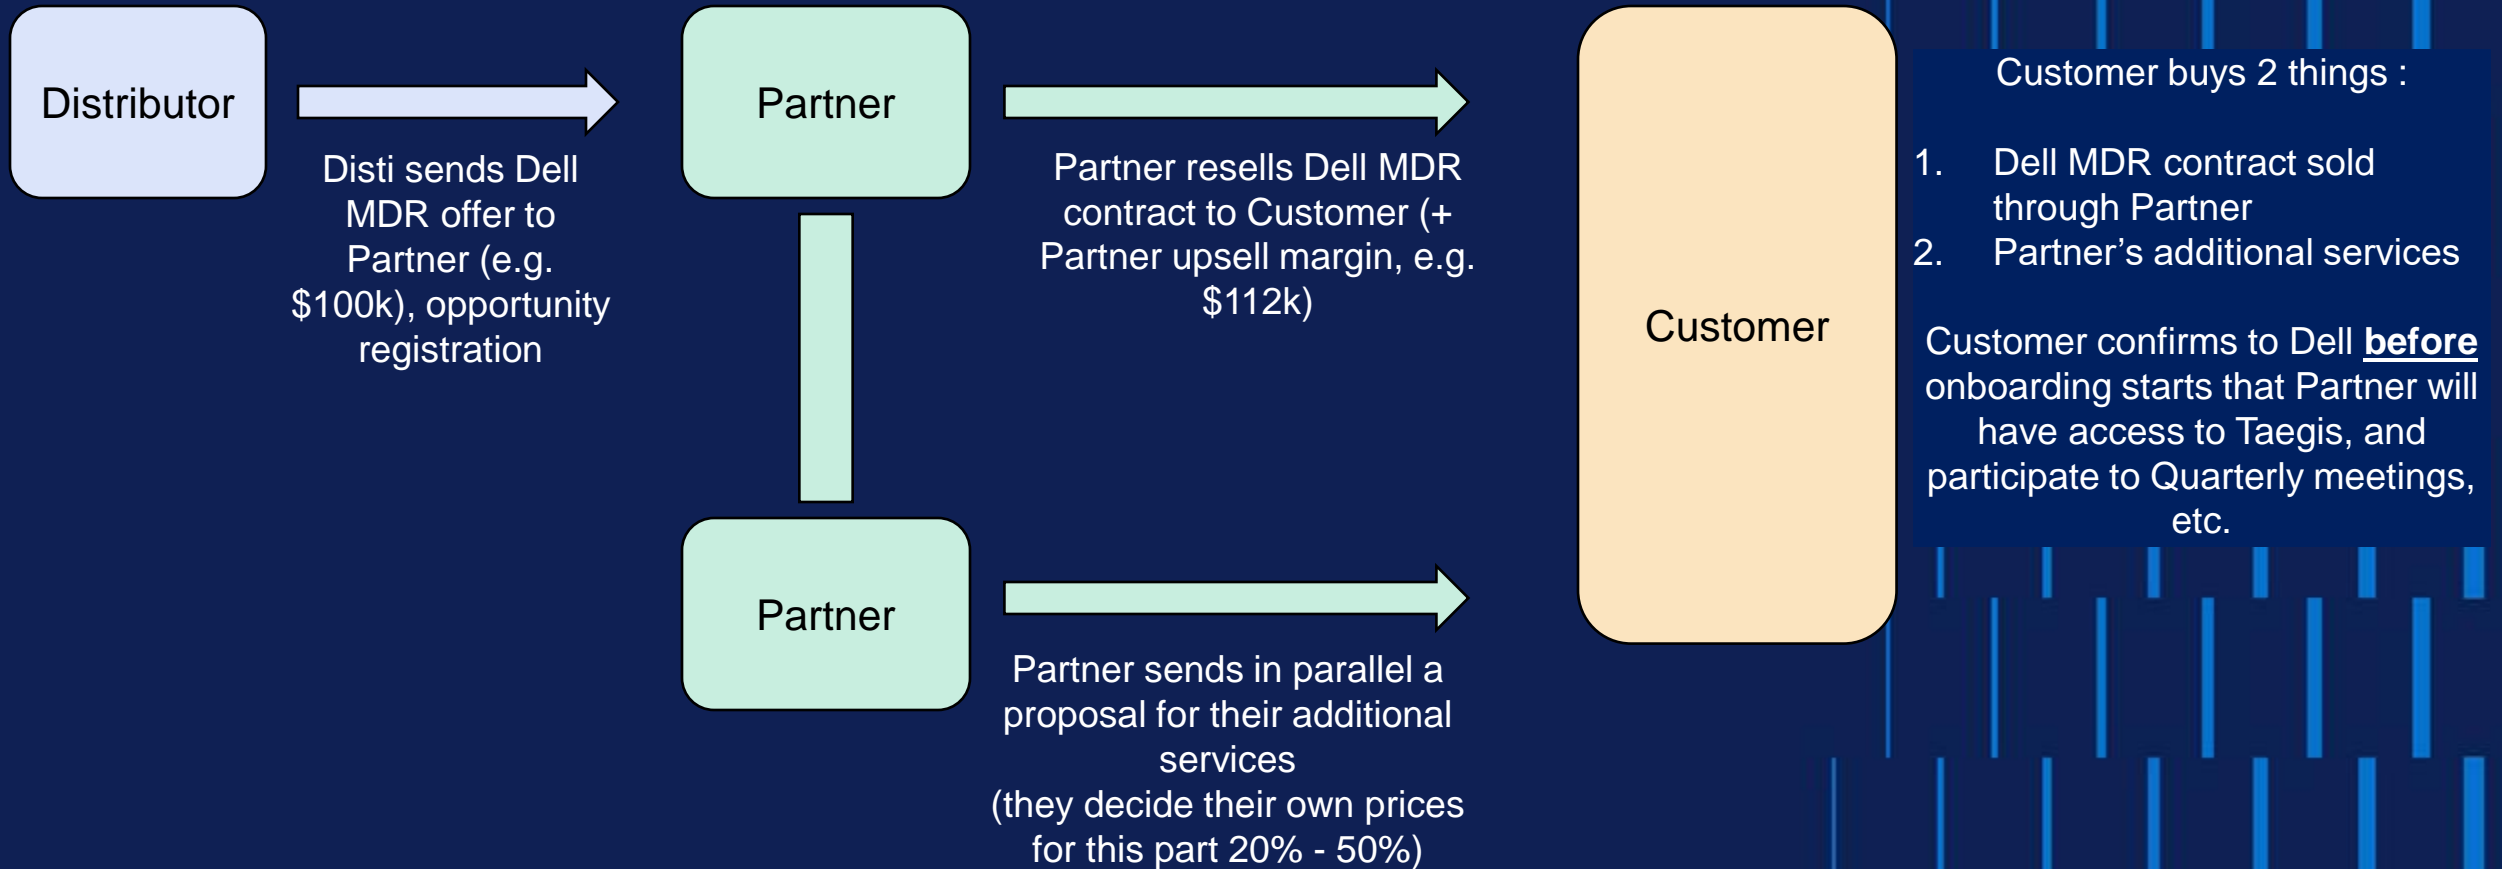 Distributor
Disti sends Dell
MDR offer to
Partner (e.g.
$100k), opportunity
registration
Partner
Partner resells Dell MDR
contract to Customer (+
Partner upsell margin, e.g.
$112k)
Partner
Partner sends in parallel a
proposal for their additional
services
(they decide their own prices
for this part 20% - 50%)
Customer
Customer buys 2 things :
1. Dell MDR contract sold
through Partner
2. Partner’s additional services
Customer confirms to Dell before
onboarding starts that Partner will
have access to Taegis, and
participate to Quarterly meetings,
etc.